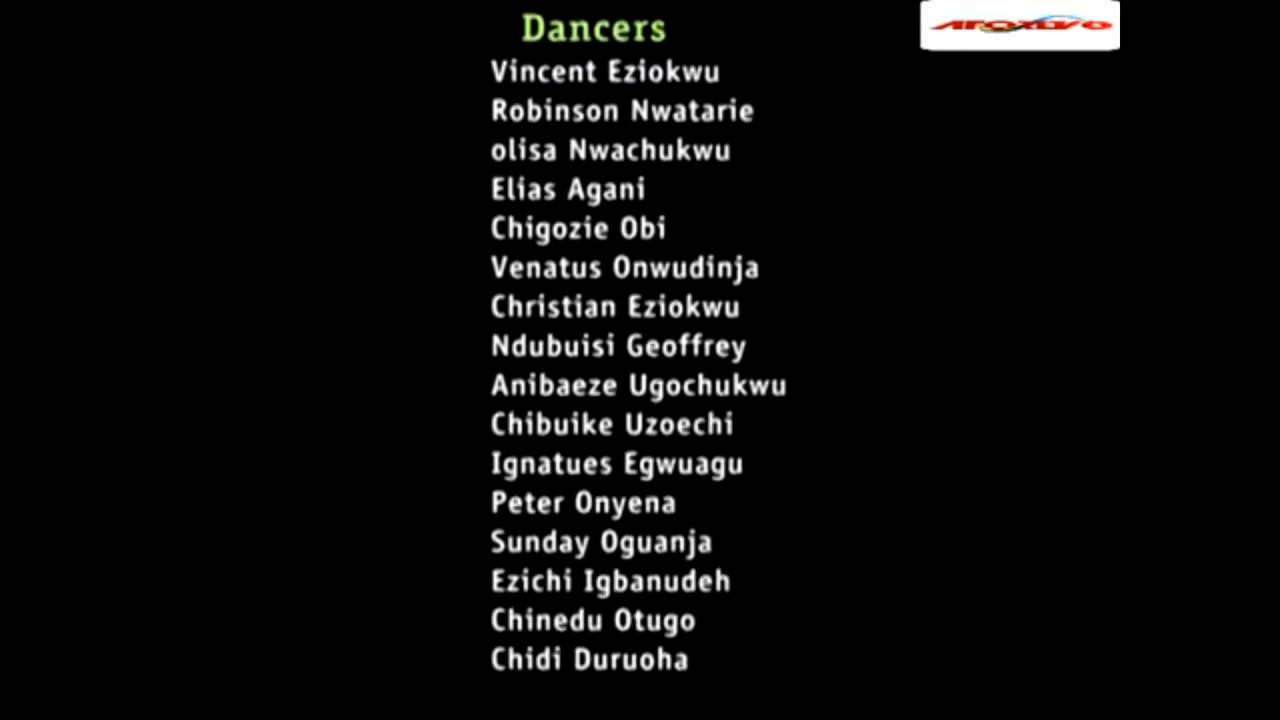 Dancers
Vincent Eziokwu
Robinson Nwatarie
olisa Nwachukwu
Elias Agani
Chigozie Obi
Venatus Onwudinja
Christian Eziokwu
Ndubuisi Geoffrey
Anibaeze Ugochukwu
Chibuike Uzoechi
Ignatues Egwuagu
Peter Onyena
Sunday Oguanja
Ezichi Igbanudeh
Chinedu Otugo
Chidi Duruoha